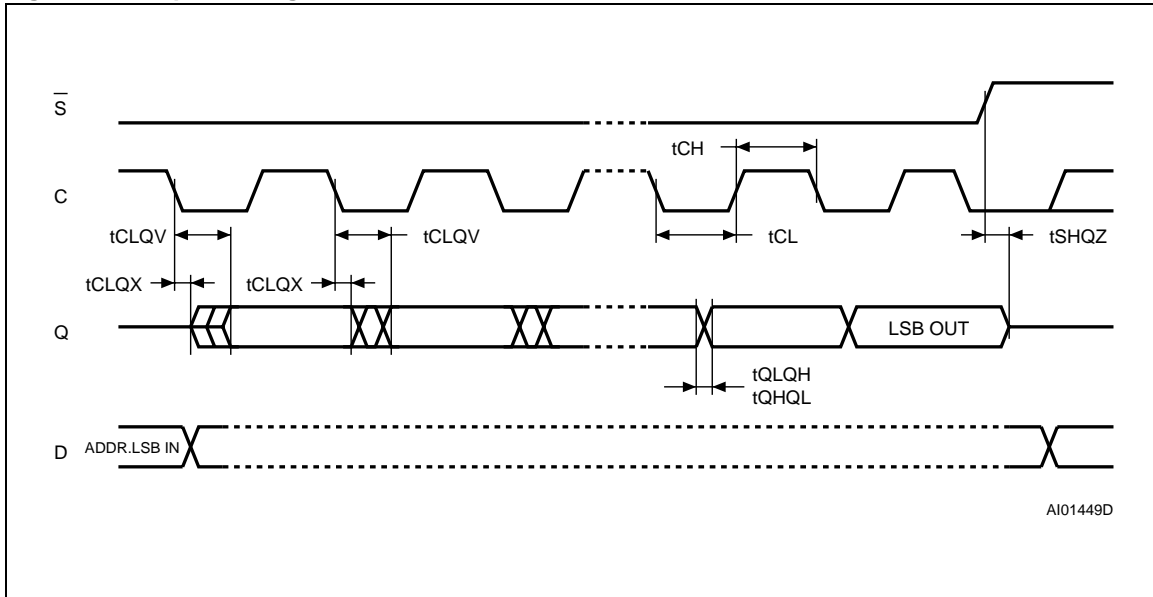 S
tCH
C
tCLQV
tCLQV
tCL
tSHQZ
tCLQX
tCLQX
Q
LSB OUT
tQLQH
tQHQL
D
ADDR.LSB IN
AI01449D